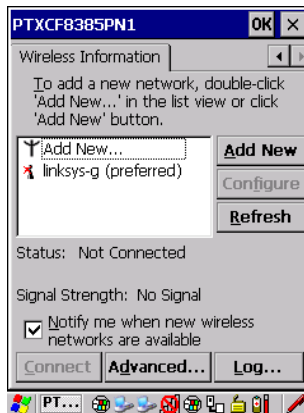 PTXCF8385PN1 OK ×
Wireless Information
To add a new network, double-click
'Add New...' in the list view or click
'Add New' button.
Add New...
linksys-g (preferred)
Add New
Configure
Refresh
Status: Not Connected
Signal Strength: No Signal
Notify me when new wireless
networks are available
Connect Advanced... Log...
PT...